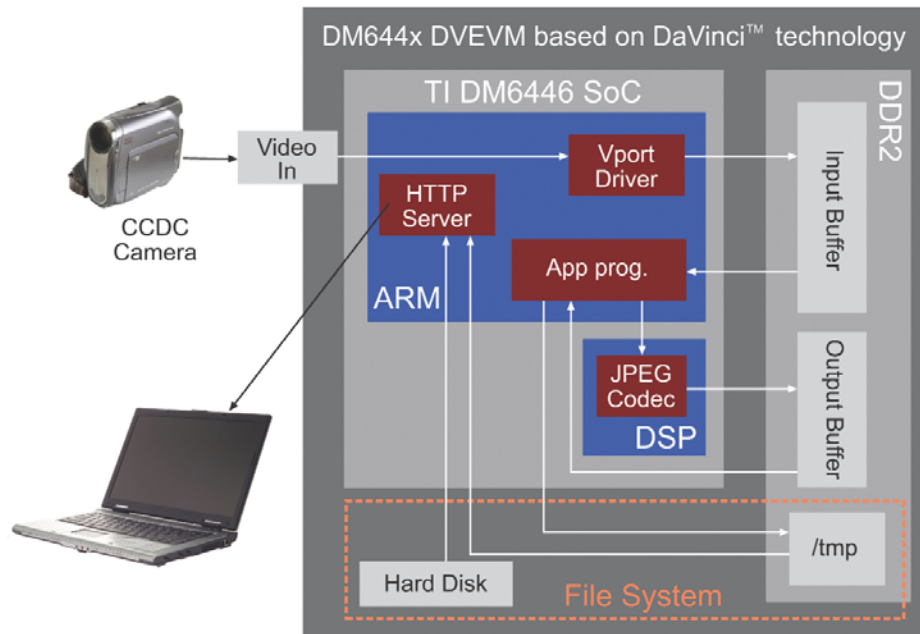 DM644x DVEVM based on DaVinci™ technology
TI DM6446 SoC
DDR2
Video
In
Vport
Driver
Input Buffer
HTTP
Server
CCDC
Camera
App prog.
ARM
JPEG
Codec
DSP
Output Buffer
/tmp
Hard Disk
File System